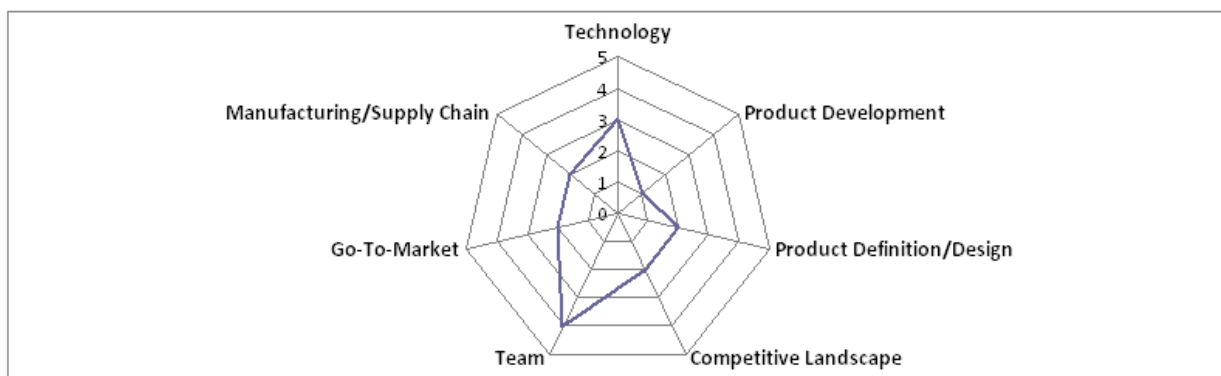 Technology
5
4
3
2
1
0
Manufacturing/Supply Chain
Product Development
Go-To-Market
Product Definition/Design
Team
Competitive Landscape